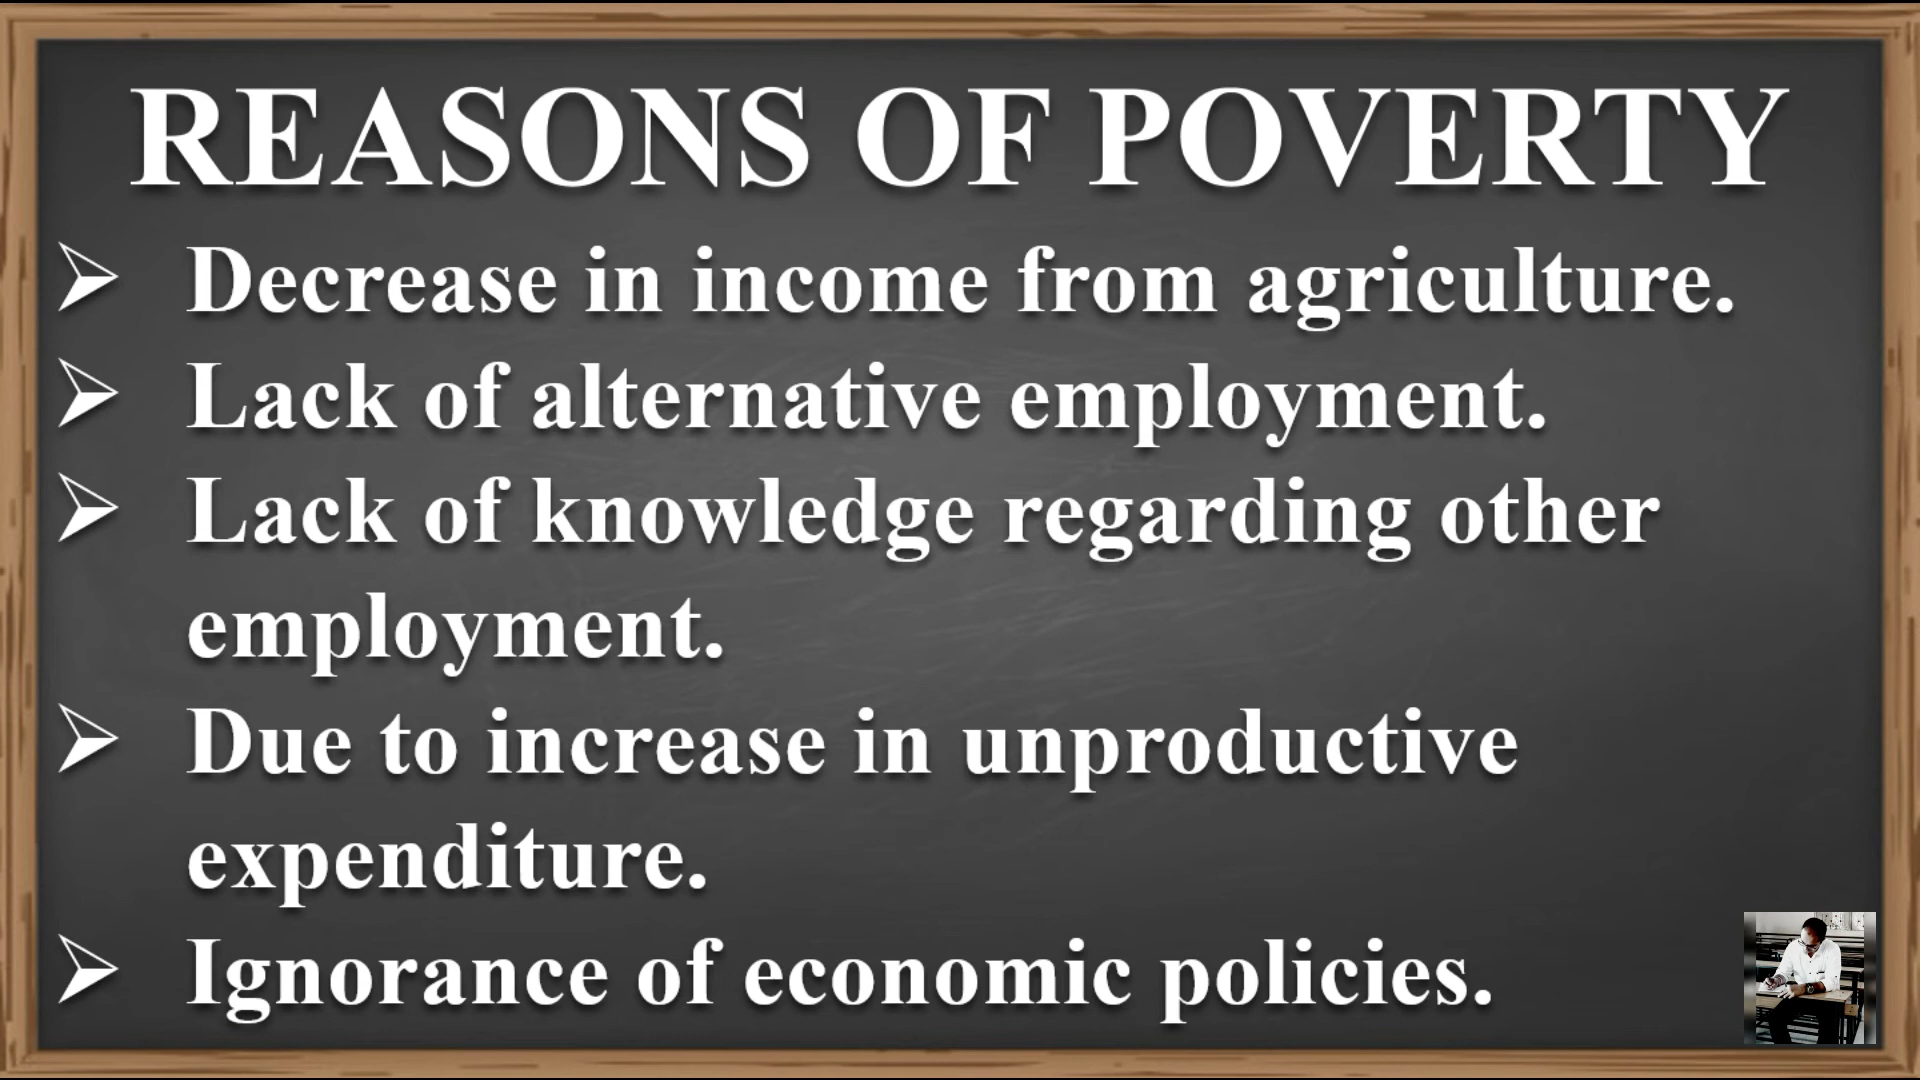 REASONS OF POVERTY
➢ Decrease in income from agriculture.
➢ Lack of alternative employment.
➢ Lack of knowledge regarding other
employment.
➢ Due to increase in unproductive
expenditure.
➢ Ignorance of economic policies.